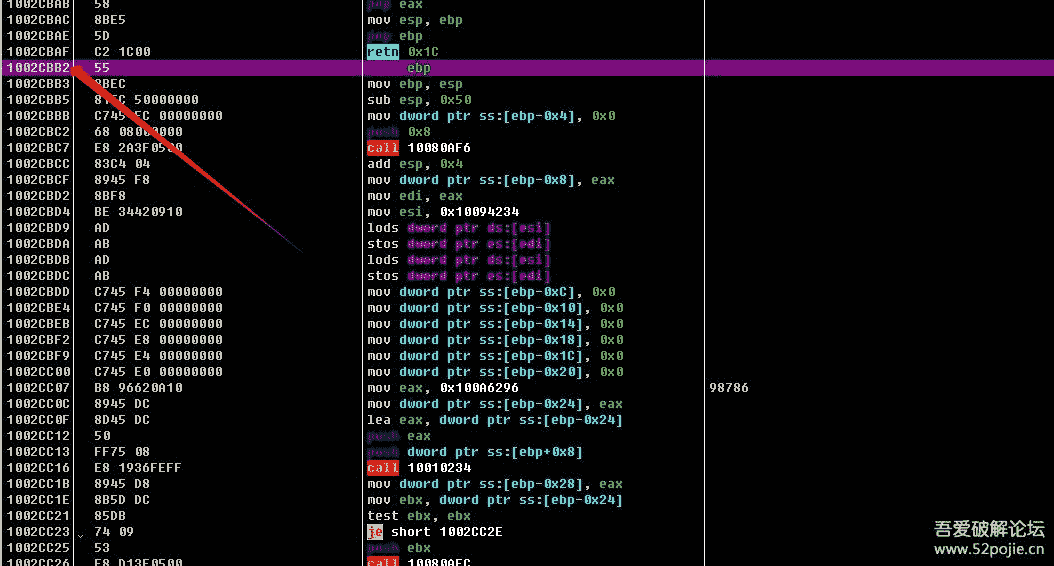 1002CBAB 58 pop eax
1002CBAC 8BE5 mov esp, ebp
1002CBAE 5D pop ebp
1002CBAF C2 1C00 retn 0x1C
1002CBB2 55 ebp
1002CBB3 8BEC mov ebp, esp
1002CBB5 50000000 sub esp, 0x50
1002CBBB C745 FC 00000000 mov dword ptr ss:[ebp-0x4], 0x0
1002CBC2 68 08000000 push 0x8
1002CBC7 E8 2A3F0500 call 10080AF6
1002CBCC 83C4 04 add esp, 0x4
1002CBCF 8945 F8 mov dword ptr ss:[ebp-0x8], eax
1002CBD2 8BF8 mov edi, eax
1002CBD4 BE 34420910 mov esi, 0x10094234
1002CBD9 AD lods dword ptr ds:[esi]
1002CBDA AB stos dword ptr es:[edi]
1002CBDB AD lods dword ptr ds:[esi]
1002CBDC AB stos dword ptr es:[edi]
1002CBDD C745 F4 00000000 mov dword ptr ss:[ebp-0xC], 0x0
1002CBE4 C745 F0 00000000 mov dword ptr ss:[ebp-0x10], 0x0
1002CBEB C745 EC 00000000 mov dword ptr ss:[ebp-0x14], 0x0
1002CBF2 C745 E8 00000000 mov dword ptr ss:[ebp-0x18], 0x0
1002CBF9 C745 E4 00000000 mov dword ptr ss:[ebp-0x1C], 0x0
1002CC00 C745 E0 00000000 mov dword ptr ss:[ebp-0x20], 0x0
1002CC07 B8 96620A10 mov eax, 0x100A6296 98786
1002CC0C 8945 DC mov dword ptr ss:[ebp-0x24], eax
1002CC0F 8D45 DC lea eax, dword ptr ss:[ebp-0x24]
1002CC12 50 push eax
1002CC13 FF75 08 push dword ptr ss:[ebp+0x8]
1002CC16 E8 1936FEFF call 10010234
1002CC1B 8945 D8 mov dword ptr ss:[ebp-0x28], eax
1002CC1E 8B5D DC mov ebx, dword ptr ss:[ebp-0x24]
1002CC21 85DB test ebx, ebx
1002CC23 74 09 je short 1002CC2E
1002CC25 53 push ebx
1002CC26 E8 D13E0500 call 10080AFC
吾爱破解论坛
www.52pojie.cn